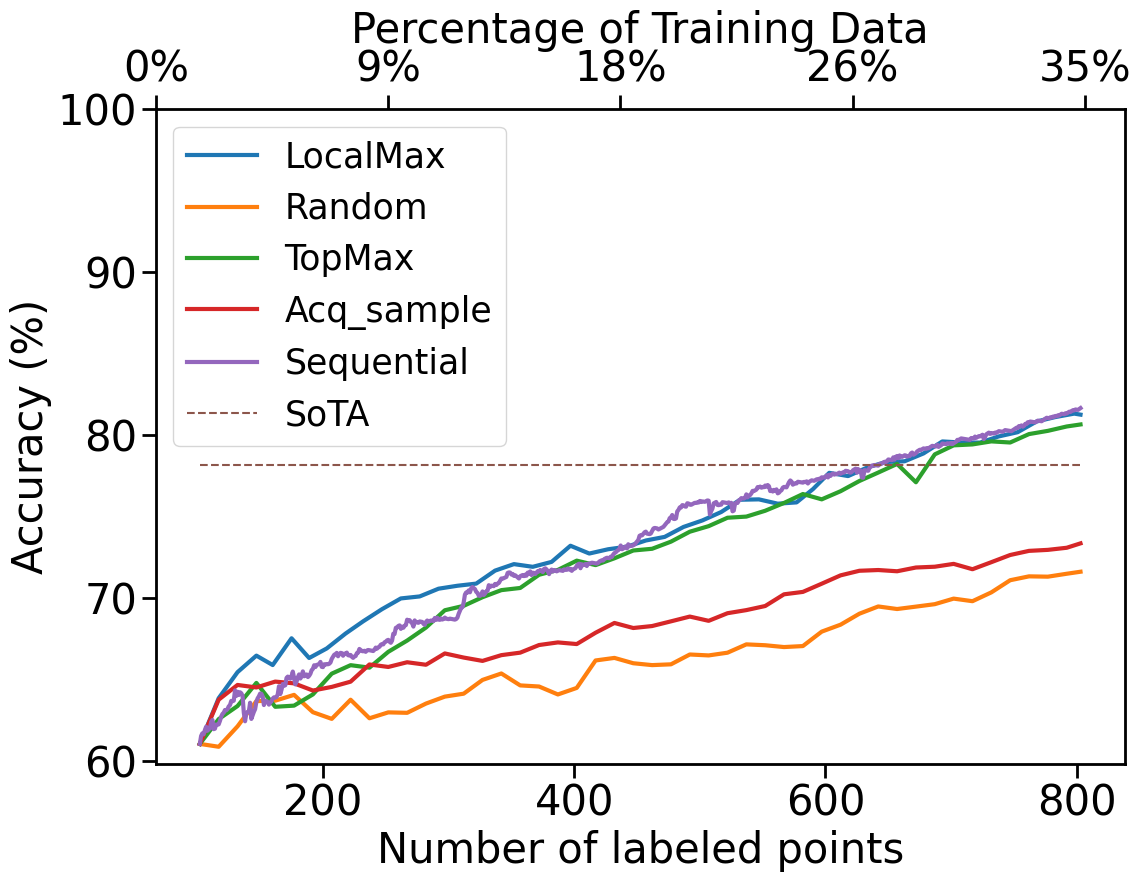 Percentage of Training Data
0% 9% 18% 26% 35%
100
90
80
70
60
Accuracy (%)
LocalMax
Random
TopMax
Acq_sample
Sequential
SoTA
200 400 600 800
Number of labeled points